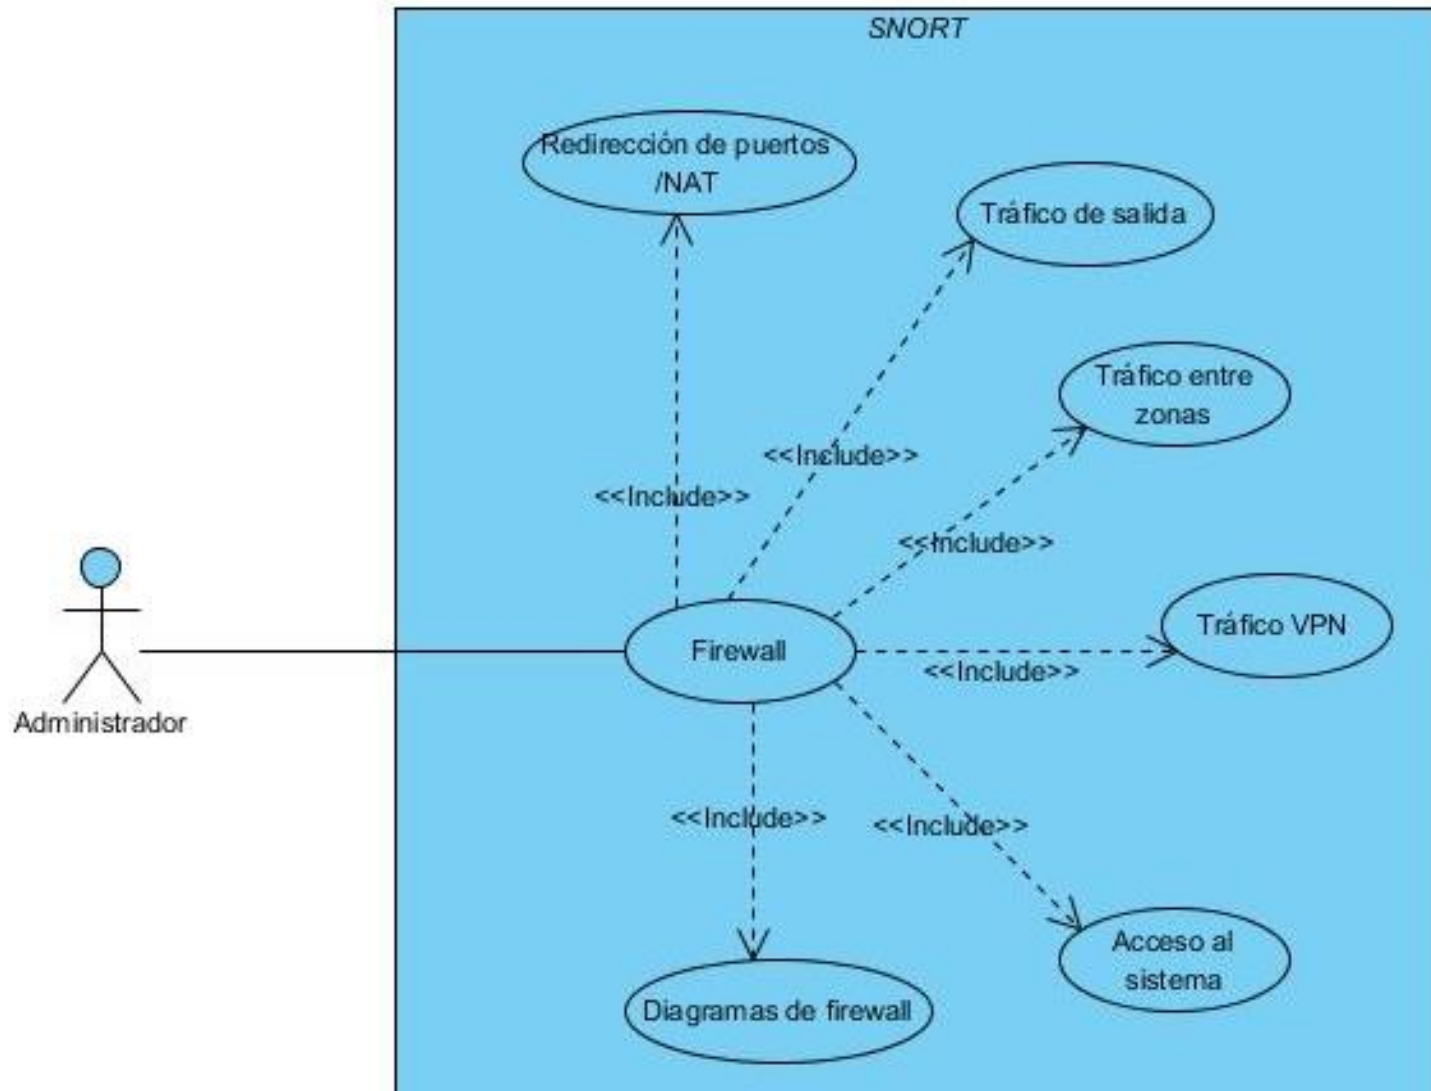 SNORT
Redirección de puertos
/NAT
Tráfico de salida
Tráfico entre
zonas
<<Include>>
<<Include>>
<<Include>>
Tráfico VPN
Firewall
<<Include>>
Administrador
<<Include>>
<<Include>>
Acceso al
sistema
Diagramas de firewall